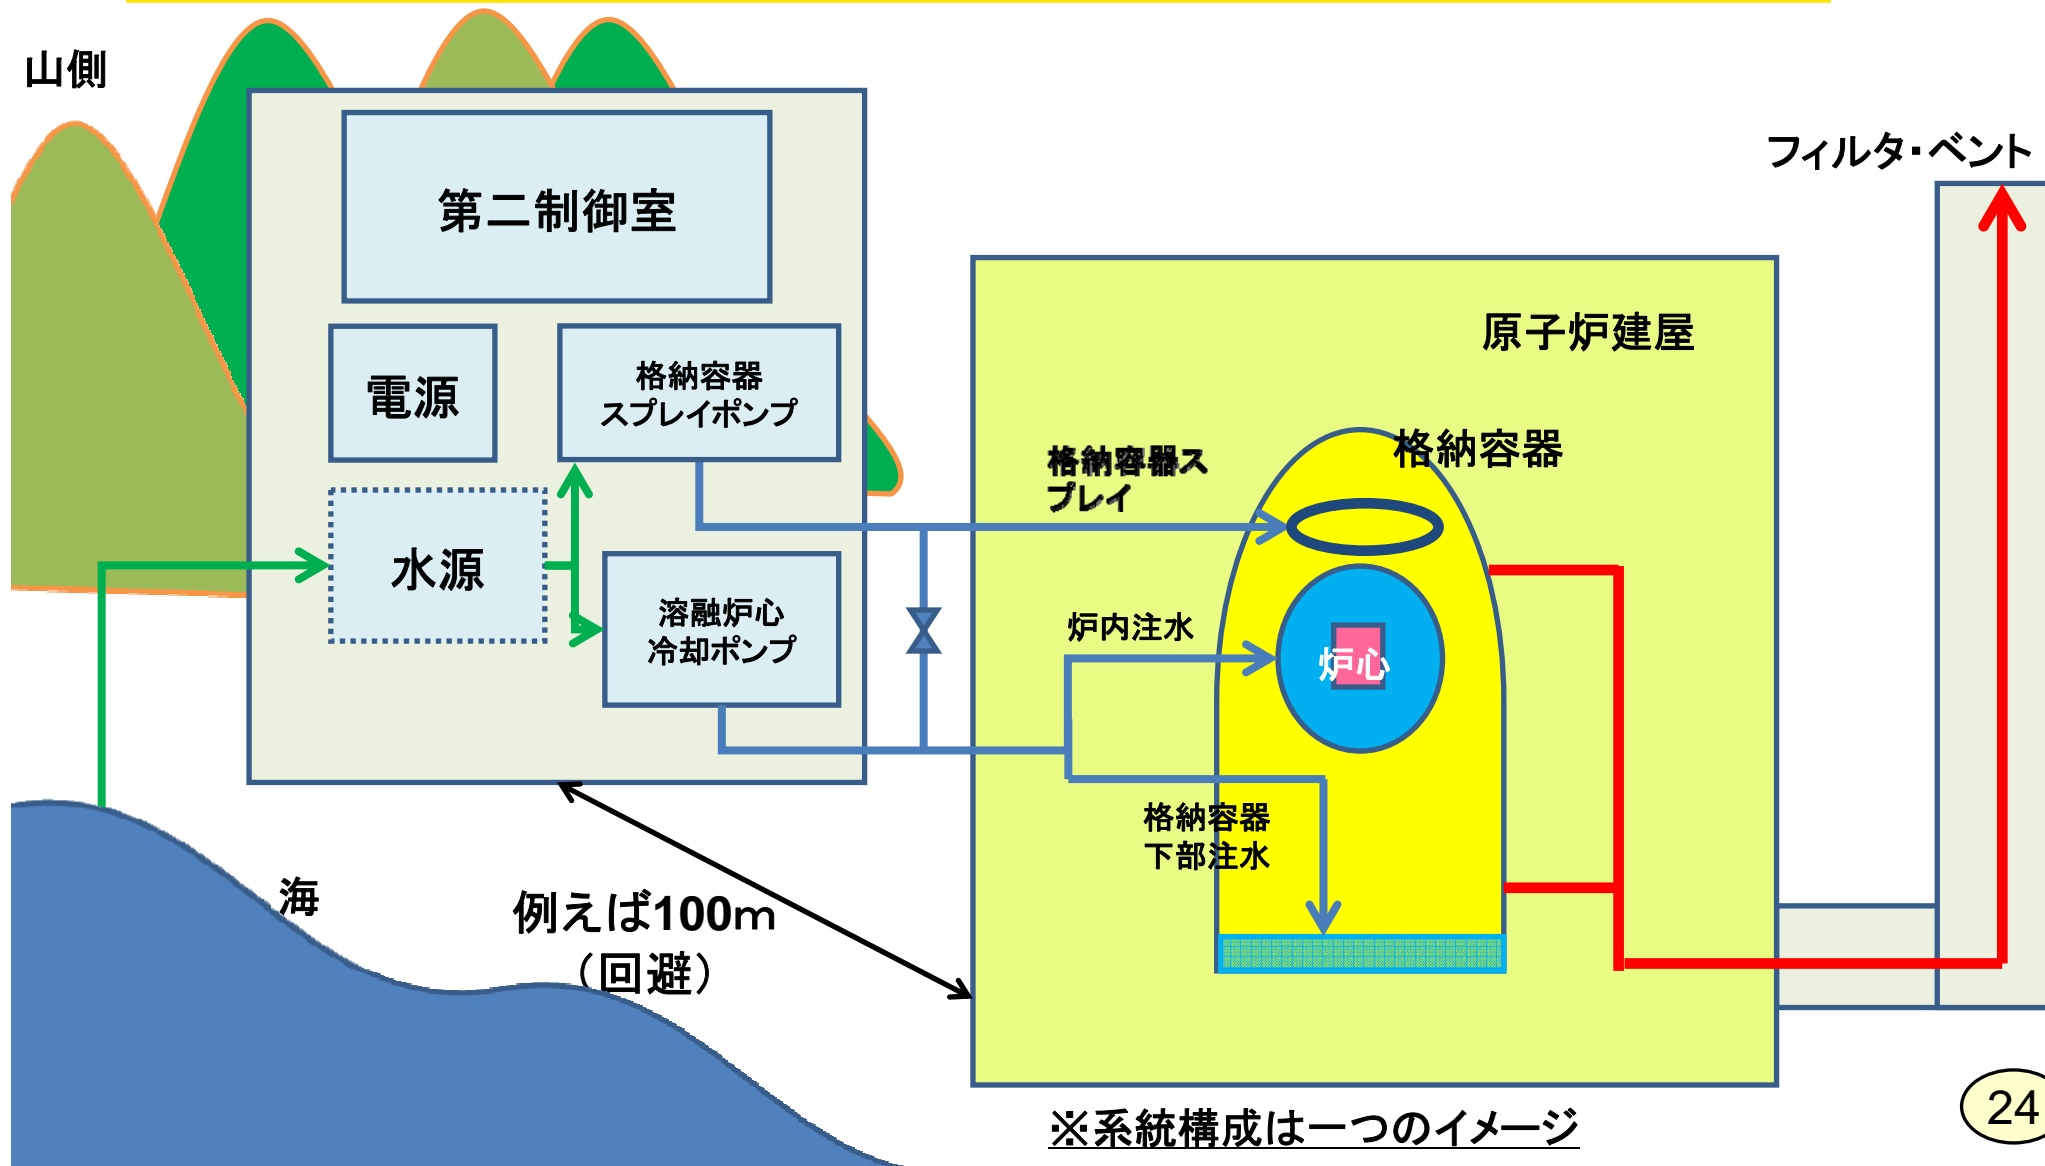 山側
フィルタ・ベント
第二制御室
原子炉建屋
電源
格納容器
スプレイポンプ
格納容器
格納容器ス
プレイ
水源
溶融炉心
冷却ポンプ
炉内注水
炉心
格納容器
下部注水
海
例えば100m
（回避）
24
※系統構成は一つのイメージ